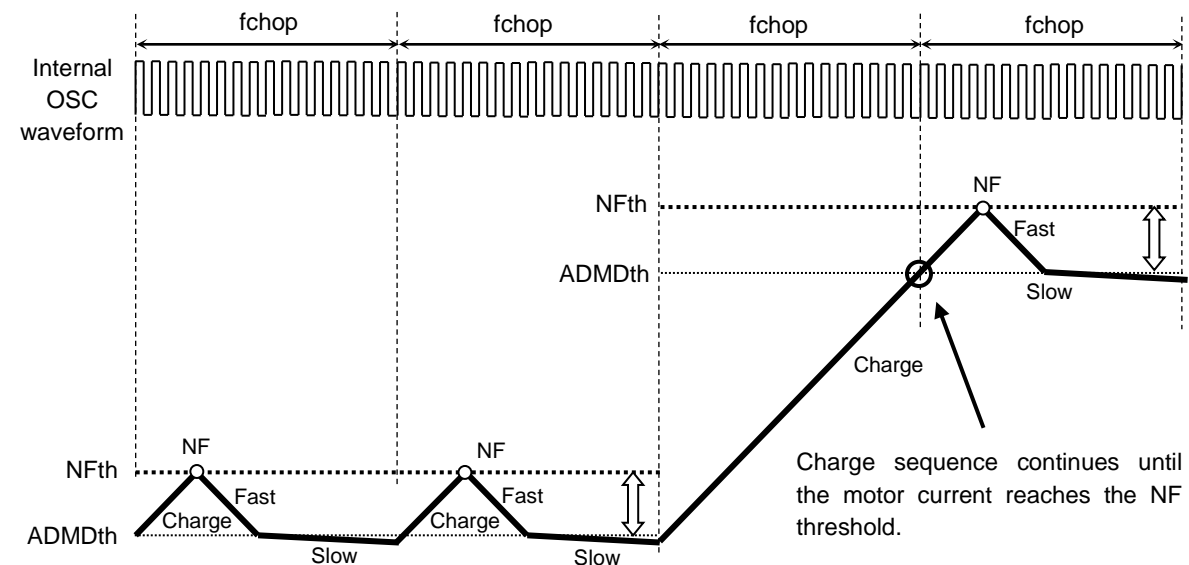 fchop fchop fchop fchop
Internal
OSC
waveform
NFth
NF
Fast
ADMDth
Slow
Charge
NF NF
NFth
Fast Fast
Charge Charge
ADMDth
Slow Slow
Charge sequence continues until
the motor current reaches the NF
threshold.